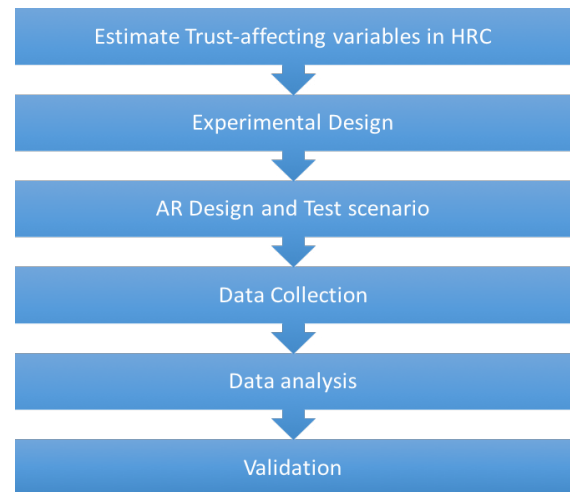 Estimate Trust-affecting variables in HRC
Experimental Design
AR Design and Test scenario
Data Collection
Data analysis
Validation